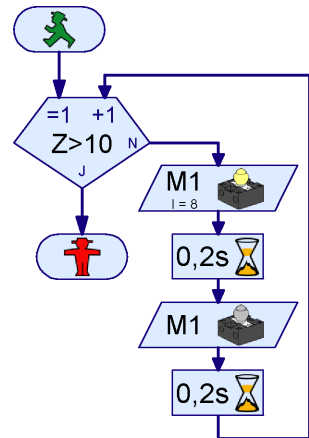 =1 +1
Z>10
N
J
M1
I = 8
0,2s
M1
0,2s